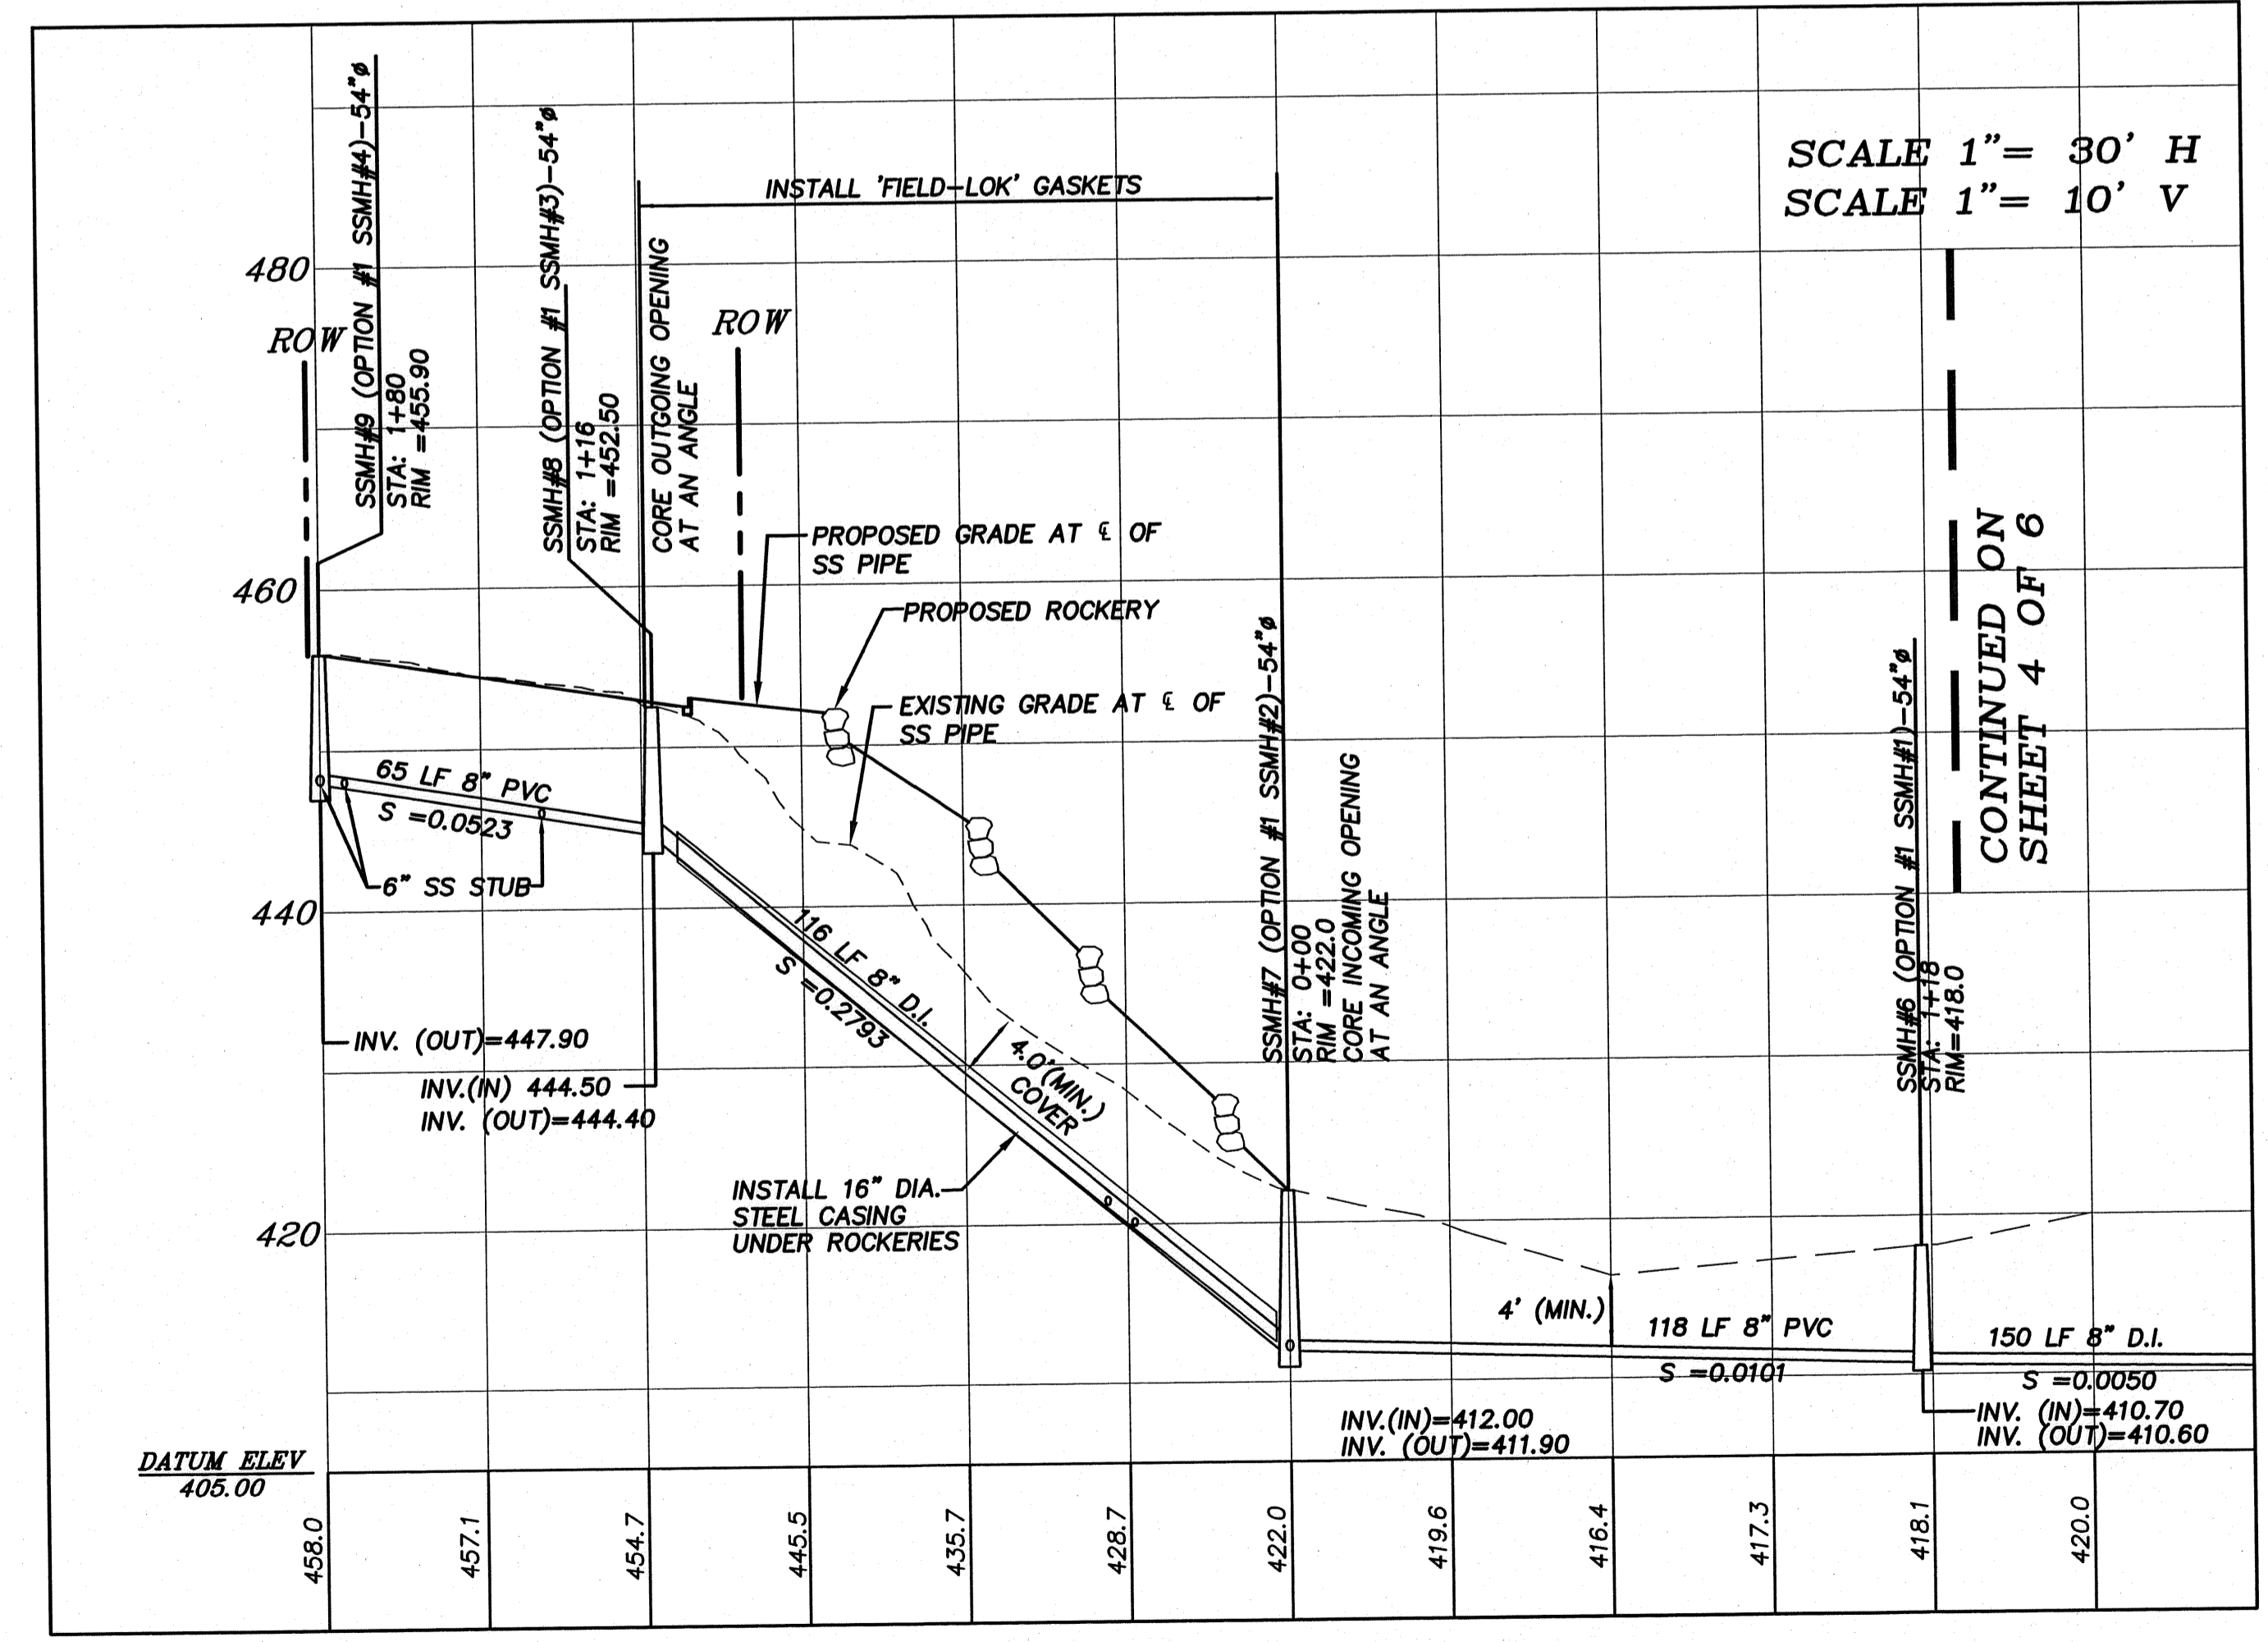 SCALE 1"= 30' H
SCALE 1"= 10' V
INSTALL 'FIELD-LOK' GASKETS
480
460
440
420
ROW
SSMH#9 (OPTION #1 SSMH#4)-54"ø
STA: 1+80
RIM =455.90
SSMH#8 (OPTION #1 SSMH#3)-54"ø
STA: 1+16
RIM =452.50
CORE OUTGOING OPENING
AT AN ANGLE
ROW
PROPOSED GRADE AT ℄ OF
SS PIPE
PROPOSED ROCKERY
EXISTING GRADE AT ℄ OF
SS PIPE
SSMH#7 (OPTION #1 SSMH#2)-54"ø
STA: 0+00
RIM =422.0
CORE INCOMING OPENING
AT AN ANGLE
SSMH#6 (OPTION #1 SSMH#1)-54"ø
STA: 1+18
RIM=418.0
CONTINUED ON
SHEET 4 OF 6
65 LF 8" PVC
S =0.0523
6" SS STUB
116 LF 8" D.I.
S =0.2793
4.0'(MIN.)
COVER
INV. (OUT)=447.90
INV.(IN) 444.50
INV. (OUT)=444.40
INSTALL 16" DIA.
STEEL CASING
UNDER ROCKERIES
4' (MIN.)
118 LF 8" PVC
S =0.0101
150 LF 8" D.I.
S =0.0050
INV.(IN)=412.00
INV. (OUT)=411.90
INV. (IN)=410.70
INV. (OUT)=410.60
DATUM ELEV
405.00
458.0
457.1
454.7
445.5
435.7
428.7
422.0
419.6
416.4
417.3
418.1
420.0